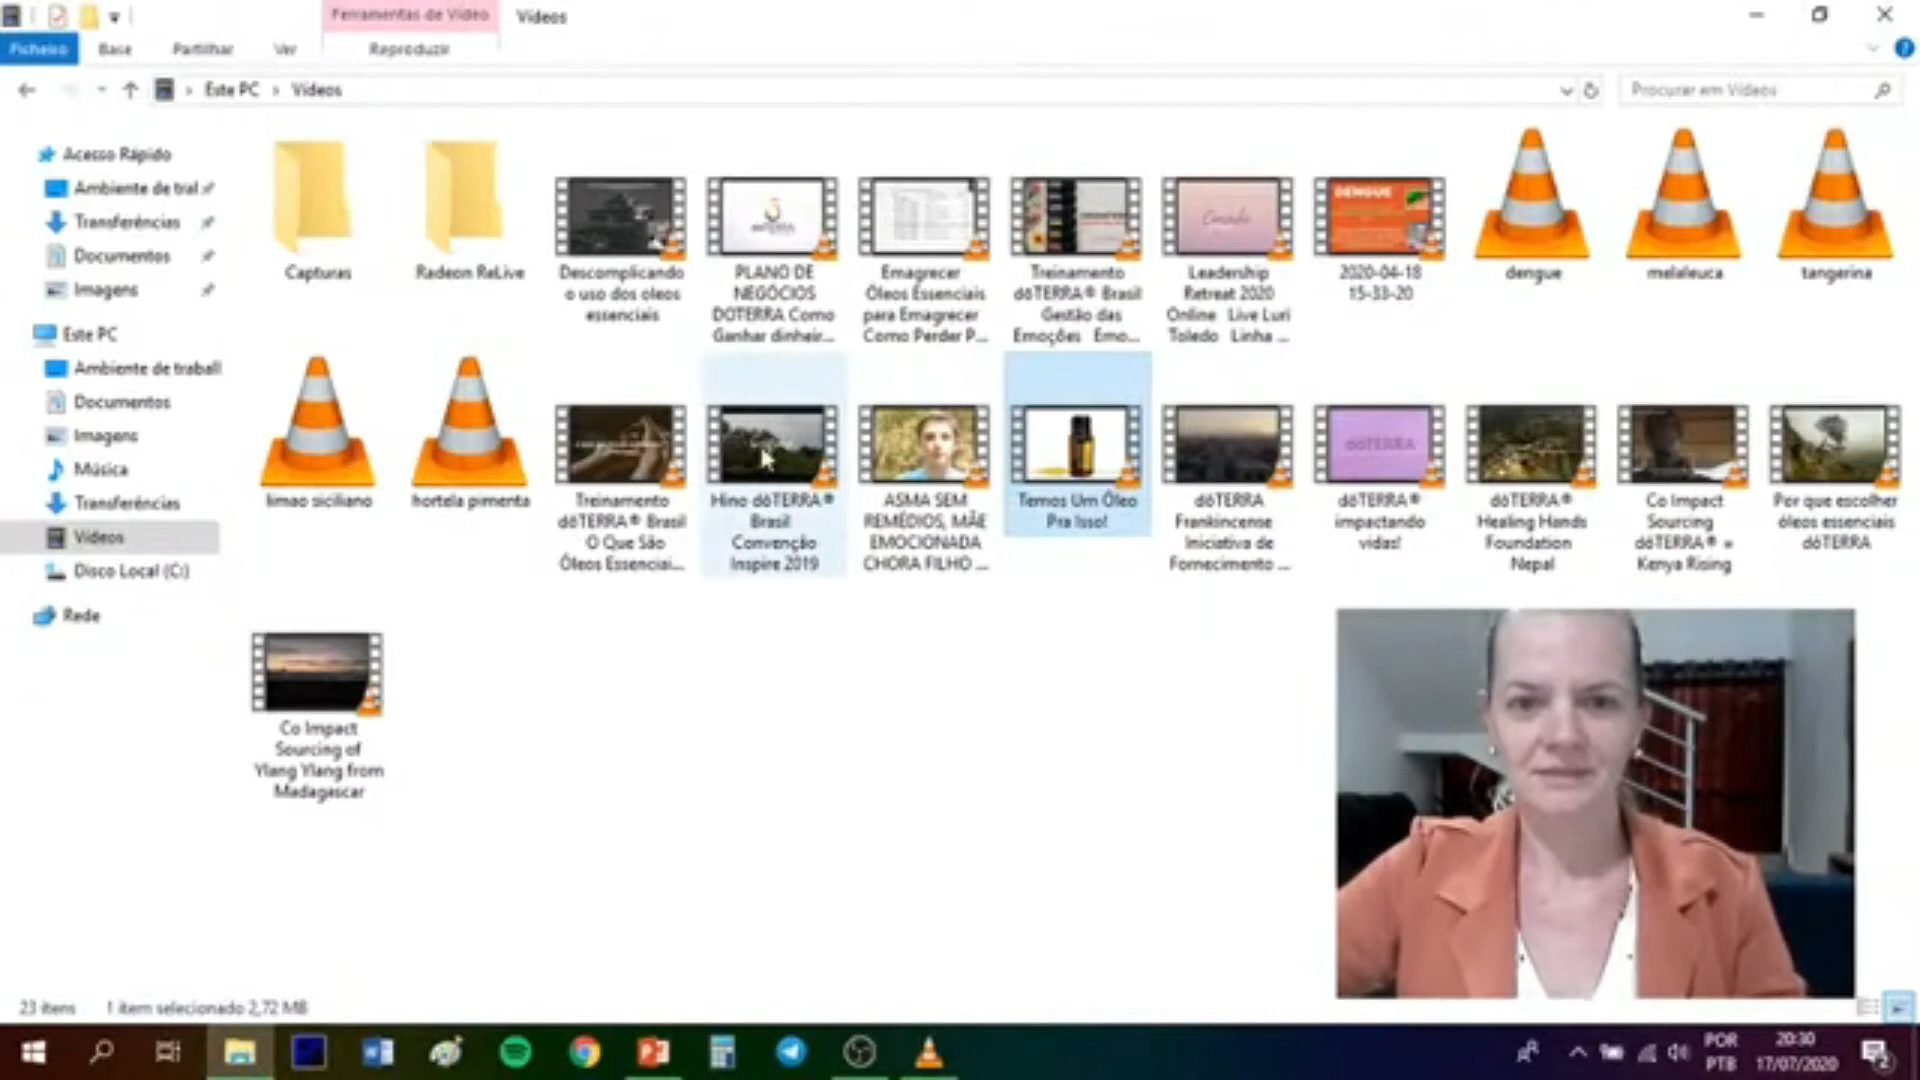 Ferramentas de Vídeo
Vídeos
Ficheiro
Base
Partilhar
Ver
Reproduzir
Este PC
Vídeos
Procurar em Vídeos
Acesso Rápido
Ambiente de tral
Transferências
Documentos
Imagens
Este PC
Ambiente de traball
Documentos
Imagens
Música
Transferências
Vídeos
Disco Local (C:)
Rede
Capturas
Radeon ReLive
Descomplicando
o uso dos oleos
essenciais
PLANO DE
NEGÓCIOS
DOTERRA Como
Ganhar dinheir...
Emagrecer
Óleos Essenciais
para Emagrecer
Como Perder P...
Treinamento
dōTERRA® Brasil
Gestão das
Emoções Emo...
Leadership
Retreat 2020
Online Live Luri
Toledo Linha ...
DENGUE
2020-04-18
15-33-20
dengue
melaleuca
tangerina
limao siciliano
hortela pimenta
Treinamento
dōTERRA® Brasil
O Que São
Óleos Essenciai...
Hino dōTERRA®
Brasil
Convenção
Inspire 2019
ASMA SEM
REMÉDIOS, MÃE
EMOCIONADA
CHORA FILHO ...
Temos Um Óleo
Pra Isso!
dōTERRA
Frankincense
Iniciativa de
Fornecimento ...
dōTERRA
dōTERRA®
impactando
vidas!
dōTERRA®
Healing Hands
Foundation
Nepal
Co Impact
Sourcing
dōTERRA® =
Kenya Rising
Por que escolher
óleos essenciais
dōTERRA
Co Impact
Sourcing of
Ylang Ylang from
Madagascar
23 itens
1 item selecionado 2,72 MB
POR
PTB
20:30
17/07/2020
2